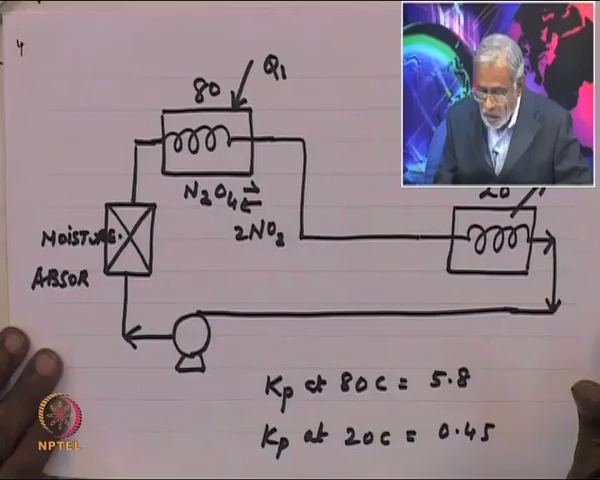 4
80
Q1
N2O4 ⇌
2NO2
20
MOISTURE.
ABSOR
Kp at 80c = 5.8
Kp at 20c = 0.45
NPTEL